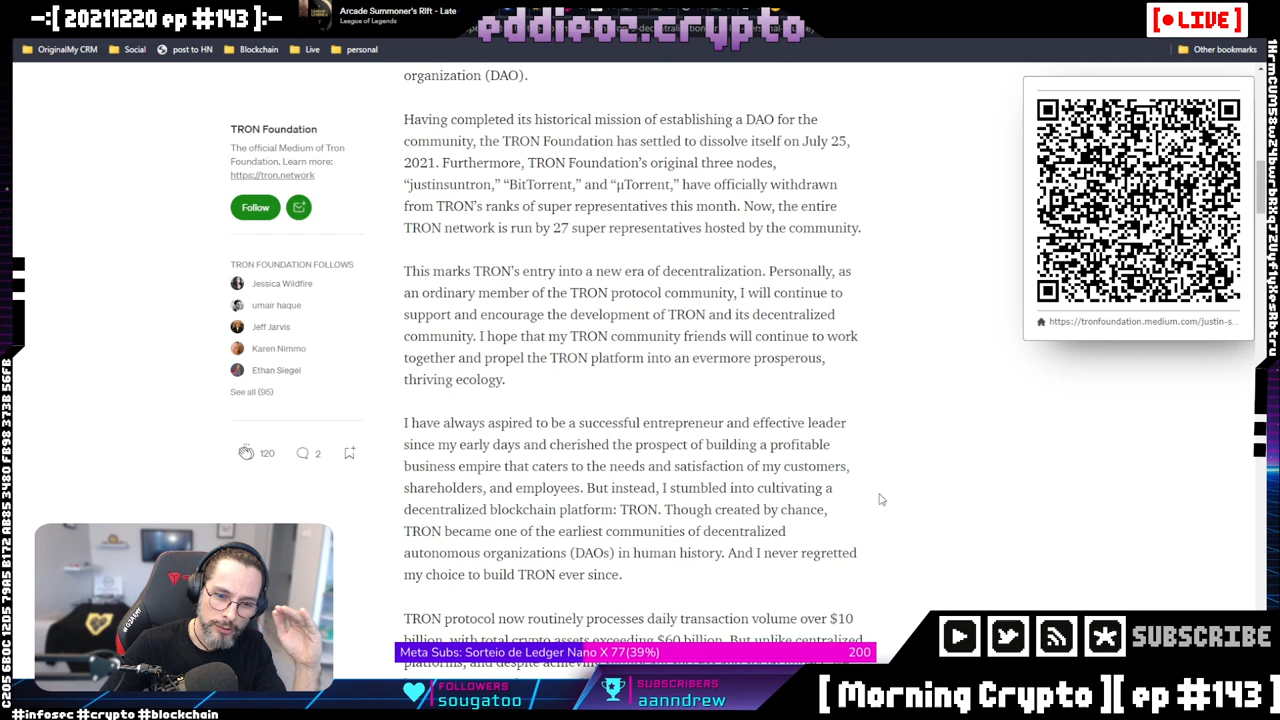 -:[ 20211220 ep #143 ]:-
Arcade Summoner's Rift - Late
League of Legends
eddieoz.crypto
[ • LIVE ]
OriginalMy CRM
Social
post to HN
Blockchain
Live
personal
Other bookmarks
organization (DAO).
TRON Foundation
The official Medium of Tron
Foundation. Learn more:
https://tron.network
Follow
TRON FOUNDATION FOLLOWS
Jessica Wildfire
umair haque
Jeff Jarvis
Karen Nimmo
Ethan Siegel
See all (95)
120
2
Having completed its historical mission of establishing a DAO for the
community, the TRON Foundation has settled to dissolve itself on July 25,
2021. Furthermore, TRON Foundation's original three nodes,
“justinsuntron,” “BitTorrent,” and “µTorrent,” have officially withdrawn
from TRON's ranks of super representatives this month. Now, the entire
TRON network is run by 27 super representatives hosted by the community.
This marks TRON's entry into a new era of decentralization. Personally, as
an ordinary member of the TRON protocol community, I will continue to
support and encourage the development of TRON and its decentralized
community. I hope that my TRON community friends will continue to work
together and propel the TRON platform into an evermore prosperous,
thriving ecology.
I have always aspired to be a successful entrepreneur and effective leader
since my early days and cherished the prospect of building a profitable
business empire that caters to the needs and satisfaction of my customers,
shareholders, and employees. But instead, I stumbled into cultivating a
decentralized blockchain platform: TRON. Though created by chance,
TRON became one of the earliest communities of decentralized
autonomous organizations (DAOs) in human history. And I never regretted
my choice to build TRON ever since.
TRON protocol now routinely processes daily transaction volume over $10
billion, with total crypto assets exceeding $60 billion. But unlike centralized
https://tronfoundation.medium.com/justin-s...
Meta Subs: Sorteio de Ledger Nano X 77(39%)
200
FOLLOWERS
sougatoo
SUBSCRIBERS
aanndrew
SUBSCRIBE
[ Morning Crypto ][ ep #143 ]
#infosec #crypto #blockchain